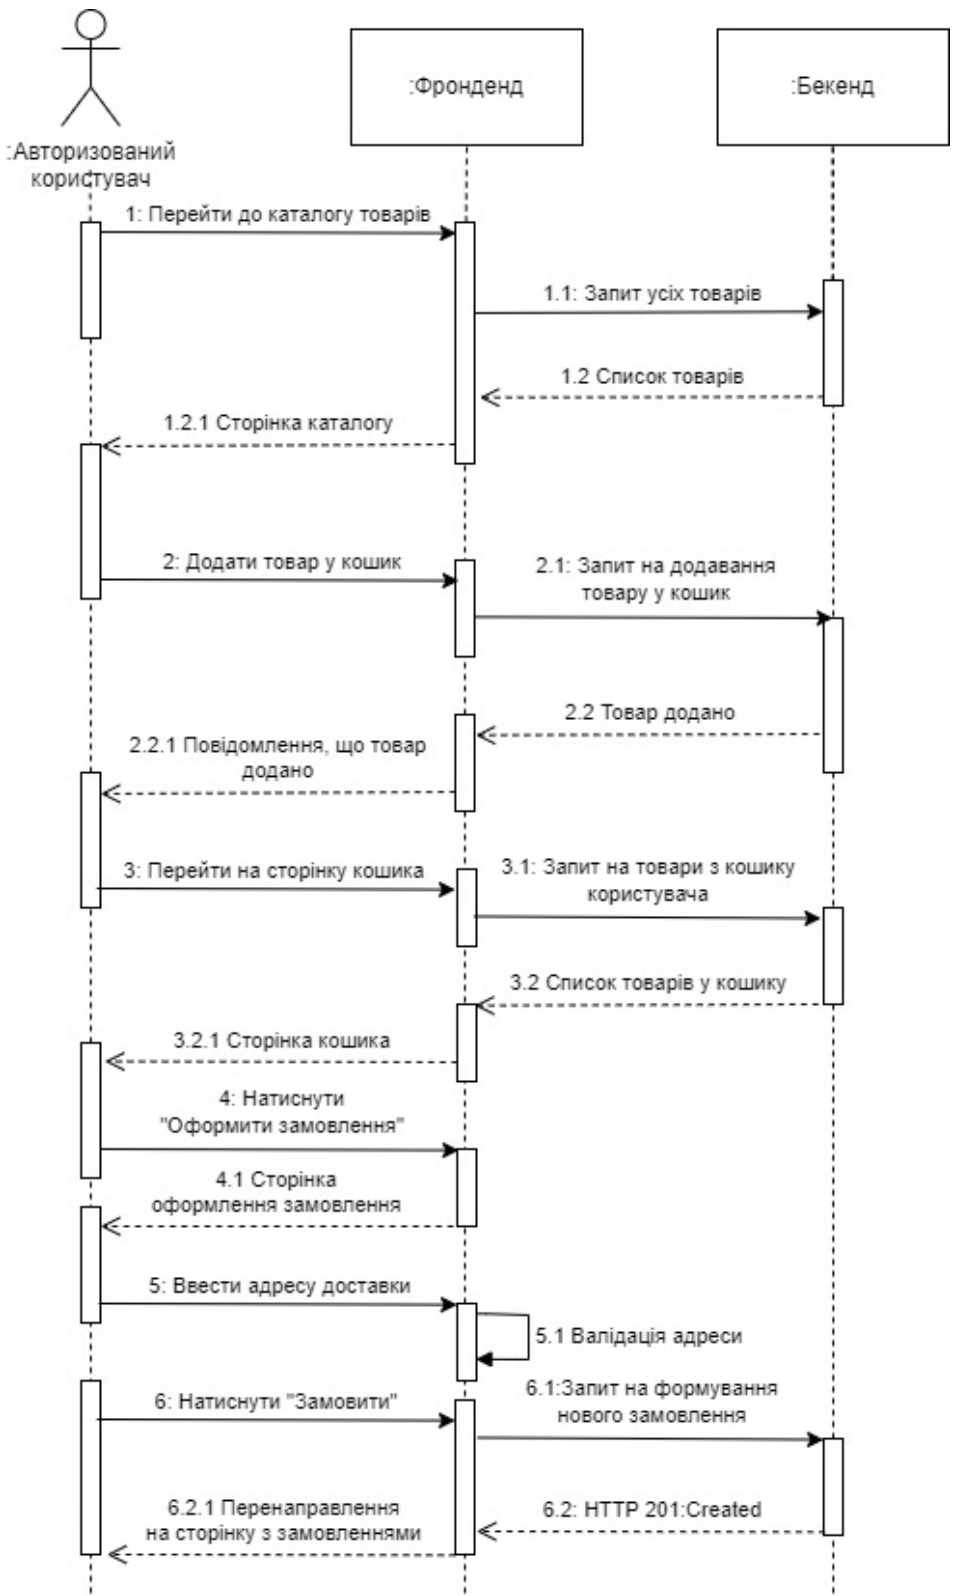 :Фронденд
:Бекенд
:Авторизований
користувач
1: Перейти до каталогу товарів
1.1: Запит усіх товарів
1.2 Список товарів
1.2.1 Сторінка каталогу
2: Додати товар у кошик
2.1: Запит на додавання
товару у кошик
2.2 Товар додано
2.2.1 Повідомлення, що товар
додано
3: Перейти на сторінку кошика
3.1: Запит на товари з кошику
користувача
3.2 Список товарів у кошику
3.2.1 Сторінка кошика
4: Натиснути
"Оформити замовлення"
4.1 Сторінка
оформлення замовлення
5: Ввести адресу доставки
5.1 Валідація адреси
6: Натиснути "Замовити"
6.1:Запит на формування
нового замовлення
6.2: HTTP 201:Created
6.2.1 Перенаправлення
на сторінку з замовленнями